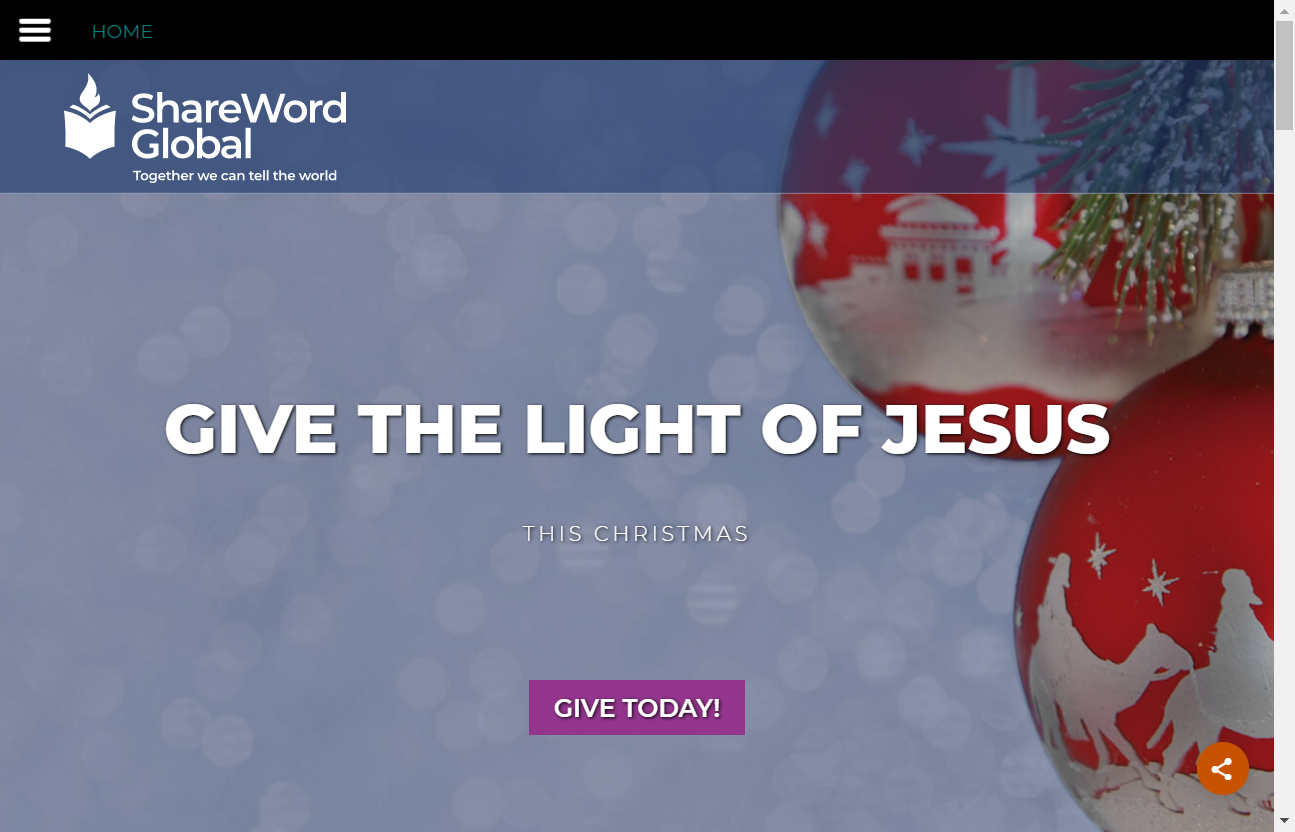 HOME
ShareWord
Global
Together we can tell the world
GIVE THE LIGHT OF JESUS
THIS CHRISTMAS
GIVE TODAY!